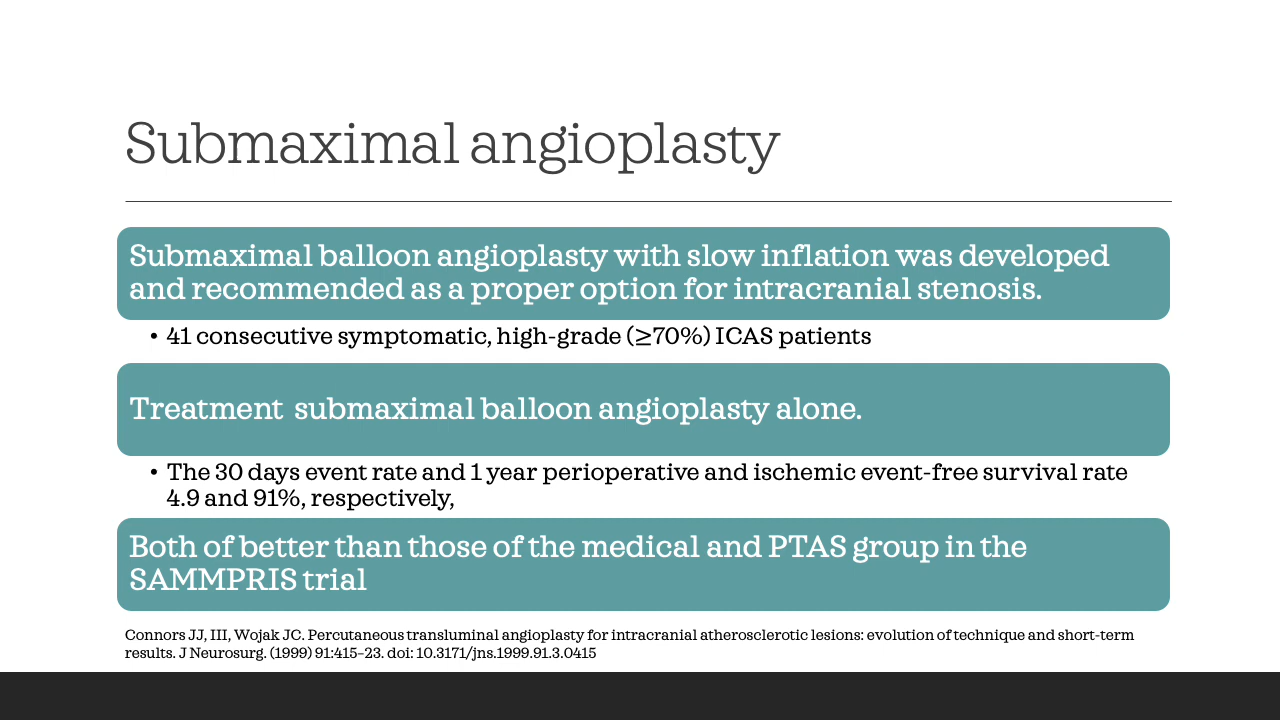 Submaximal angioplasty
Submaximal balloon angioplasty with slow inflation was developed
and recommended as a proper option for intracranial stenosis.
• 41 consecutive symptomatic, high-grade (≥70%) ICAS patients
Treatment  submaximal balloon angioplasty alone.
• The 30 days event rate and 1 year perioperative and ischemic event-free survival rate
4.9 and 91%, respectively,
Both of better than those of the medical and PTAS group in the
SAMMPRIS trial
Connors JJ, III, Wojak JC. Percutaneous transluminal angioplasty for intracranial atherosclerotic lesions: evolution of technique and short-term
results. J Neurosurg. (1999) 91:415–23. doi: 10.3171/jns.1999.91.3.0415